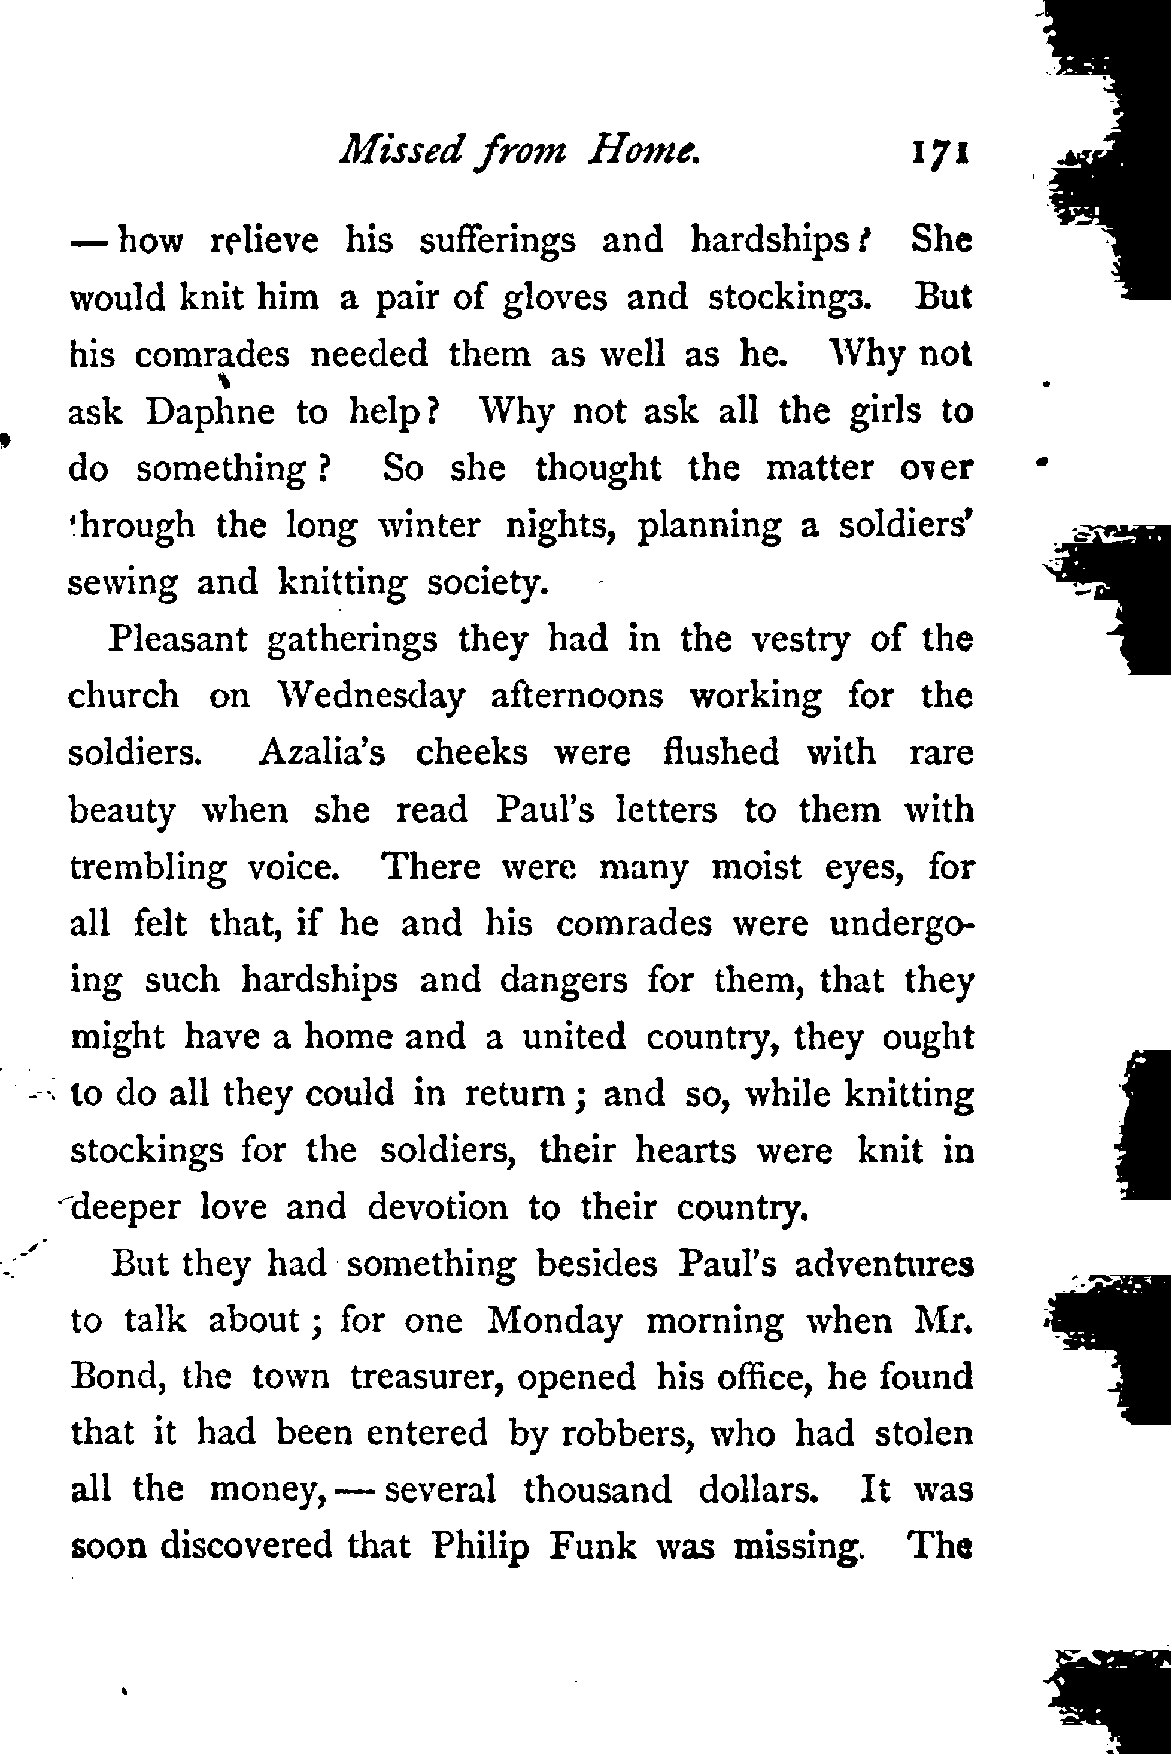 Missed from Home. 171
— how relieve his sufferings and hardships? She
would knit him a pair of gloves and stockings. But
his comrades needed them as well as he. Why not
ask Daphne to help? Why not ask all the girls to
do something? So she thought the matter over
through the long winter nights, planning a soldiers'
sewing and knitting society.
Pleasant gatherings they had in the vestry of the
church on Wednesday afternoons working for the
soldiers. Azalia's cheeks were flushed with rare
beauty when she read Paul's letters to them with
trembling voice. There were many moist eyes, for
all felt that, if he and his comrades were undergo-
ing such hardships and dangers for them, that they
might have a home and a united country, they ought
to do all they could in return; and so, while knitting
stockings for the soldiers, their hearts were knit in
deeper love and devotion to their country.
But they had something besides Paul's adventures
to talk about; for one Monday morning when Mr.
Bond, the town treasurer, opened his office, he found
that it had been entered by robbers, who had stolen
all the money,— several thousand dollars. It was
soon discovered that Philip Funk was missing. The